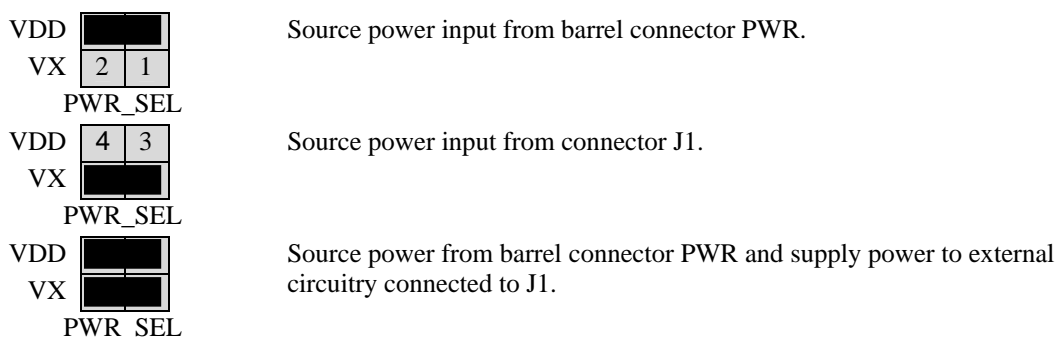 VDD Source power input from barrel connector PWR.
VX 2 1
PWR_SEL
VDD 4 3 Source power input from connector J1.
VX
PWR_SEL
VDD Source power from barrel connector PWR and supply power to external
VX circuitry connected to J1.
PWR_SEL